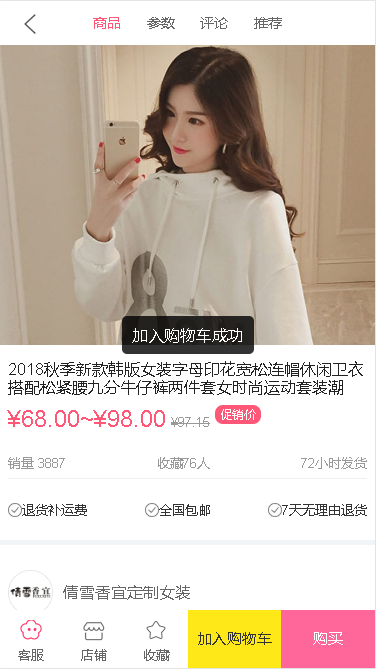 商品 参数 评论 推荐
加入购物车成功
2018秋季新款韩版女装字母印花宽松连帽休闲卫衣
搭配松紧腰九分牛仔裤两件套女时尚运动套装潮
¥68.00~¥98.00 ¥97.15 促销价
销量 3887 收藏76人 72小时发货
退货补运费 全国包邮 7天无理由退货
倩雪香宜 倩雪香宜定制女装
客服 店铺 收藏 加入购物车 购买